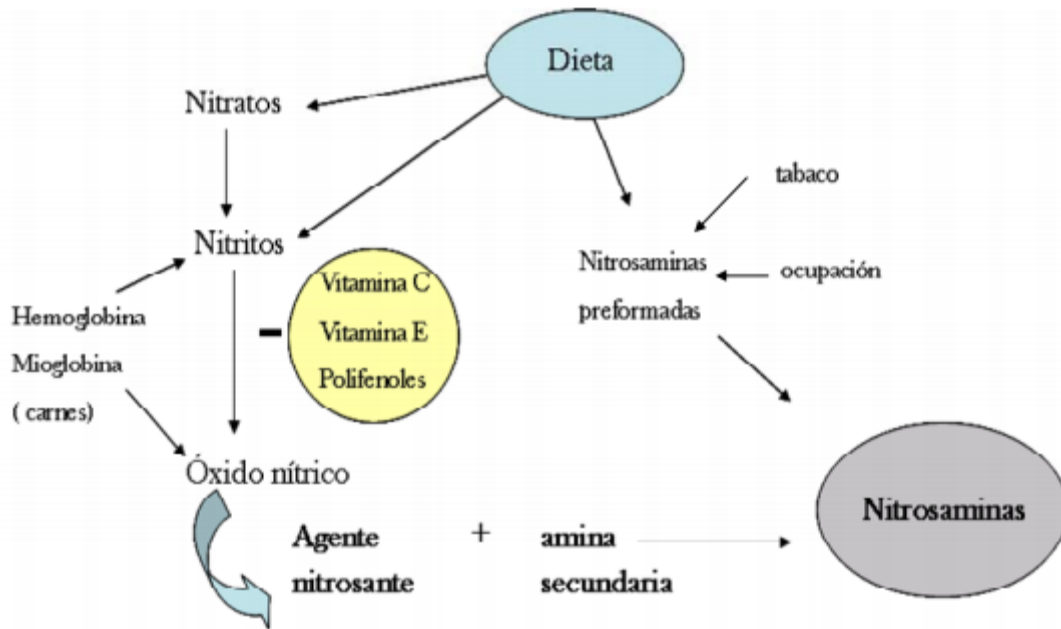 Dieta
Nitratos
tabaco
Nitritos
Nitrosaminas
preformadas
ocupación
Vitamina C
Vitamina E
Polifenoles
-
Hemoglobina
Mioglobina
( carnes)
Óxido nítrico
Agente
nitrosante
+
amina
secundaria
Nitrosaminas